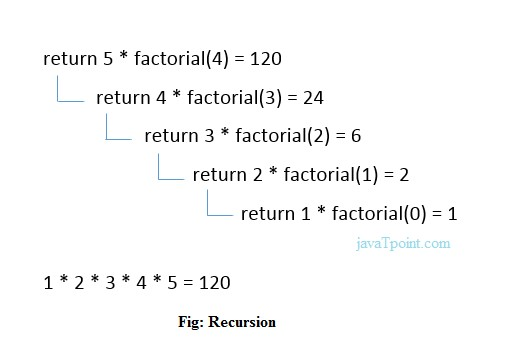 return 5 * factorial(4) = 120
return 4 * factorial(3) = 24
return 3 * factorial(2) = 6
return 2 * factorial(1) = 2
return 1 * factorial(0) = 1
javaTpoint.com
1 * 2 * 3 * 4 * 5 = 120
Fig: Recursion